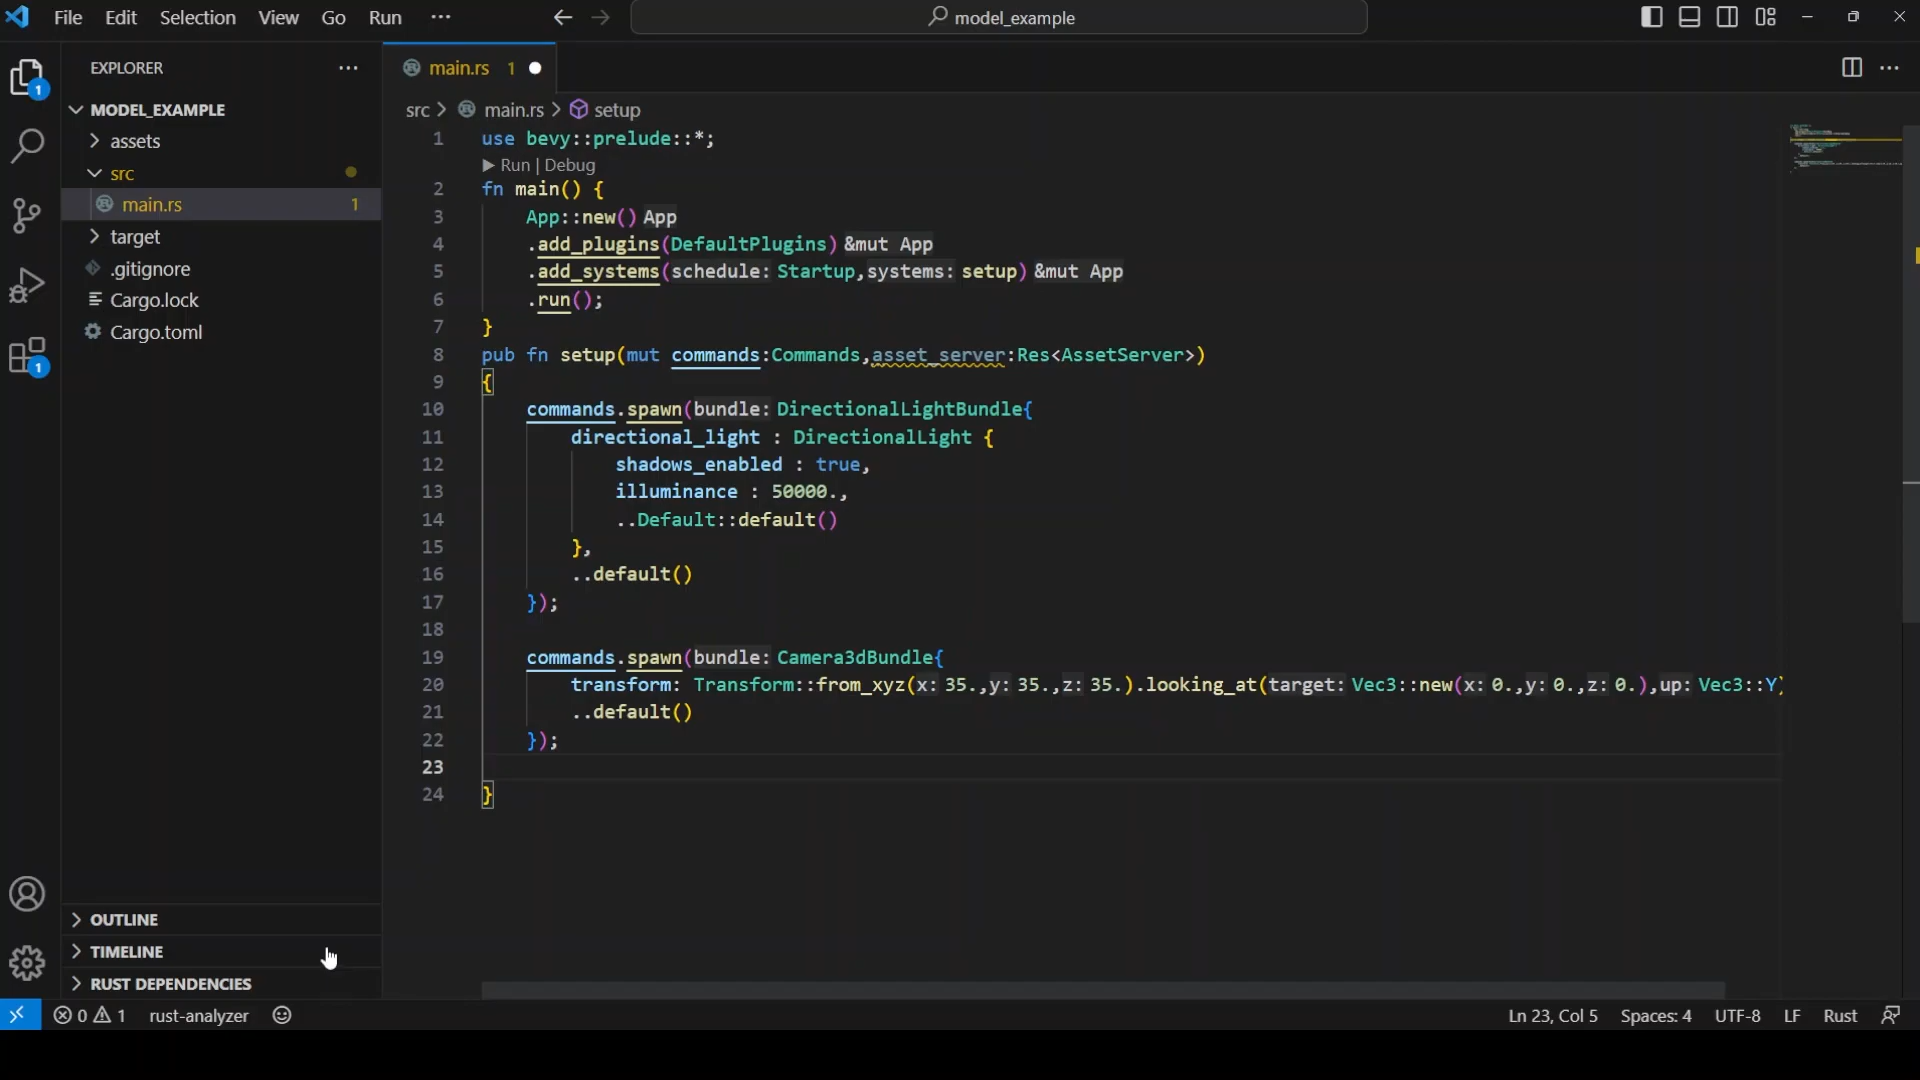 File Edit Selection View Go Run ··· model_example
EXPLORER ···
MODEL_EXAMPLE
assets
src
main.rs 1
target
.gitignore
Cargo.lock
Cargo.toml
OUTLINE
TIMELINE
RUST DEPENDENCIES
1
1
main.rs 1
src > main.rs > setup
1 use bevy::prelude::*;
Run | Debug
2 fn main() {
3 App::new() App
4 .add_plugins(DefaultPlugins) &mut App
5 .add_systems(schedule: Startup,systems: setup) &mut App
6 .run();
7 }
8 pub fn setup(mut commands:Commands,asset_server:Res<AssetServer>)
9 {
10 commands.spawn(bundle: DirectionalLightBundle{
11 directional_light : DirectionalLight {
12 shadows_enabled : true,
13 illuminance : 50000.,
14 ..Default::default()
15 },
16 ..default()
17 });
18
19 commands.spawn(bundle: Camera3dBundle{
20 transform: Transform::from_xyz(x: 35.,y: 35.,z: 35.).looking_at(target: Vec3::new(x: 0.,y: 0.,z: 0.),up: Vec3::Y)
21 ..default()
22 });
23
24 }
0 1 rust-analyzer Ln 23, Col 5 Spaces: 4 UTF-8 LF Rust